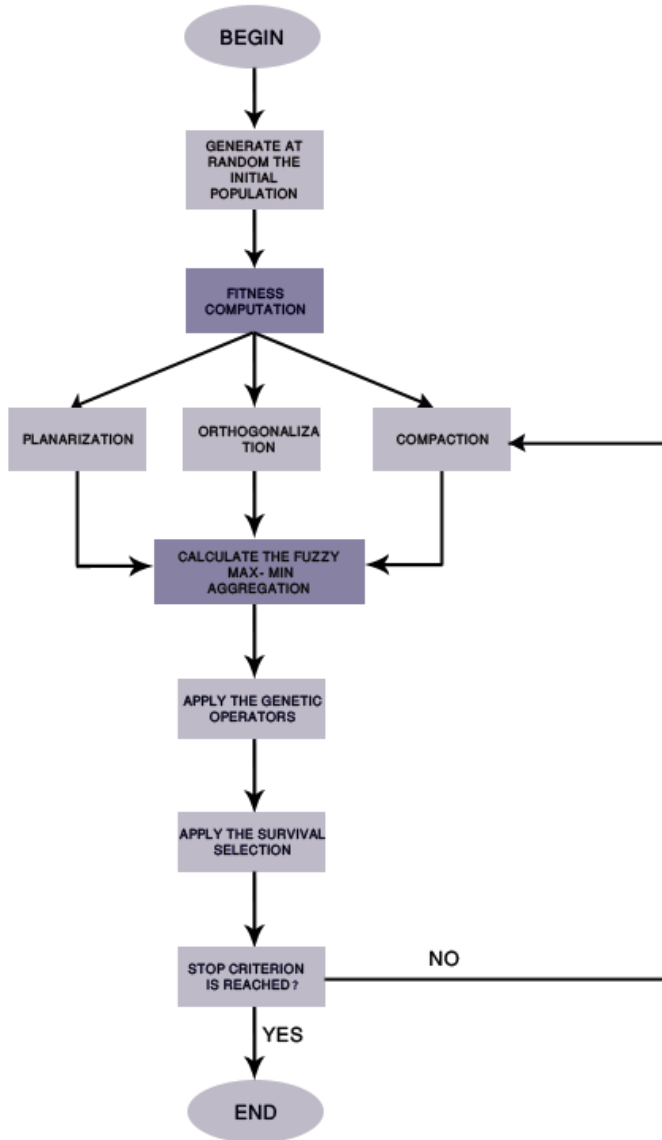 BEGIN
GENERATE AT
RANDOM THE
INITIAL
POPULATION
FITNESS
COMPUTATION
PLANARIZATION
ORTHOGONALIZA
TION
COMPACTION
CALCULATE THE FUZZY
MAX- MIN
AGGREGATION
APPLY THE GENETIC
OPERATORS
APPLY THE SURVIVAL
SELECTION
STOP CRITERION
IS REACHED?
NO
YES
END